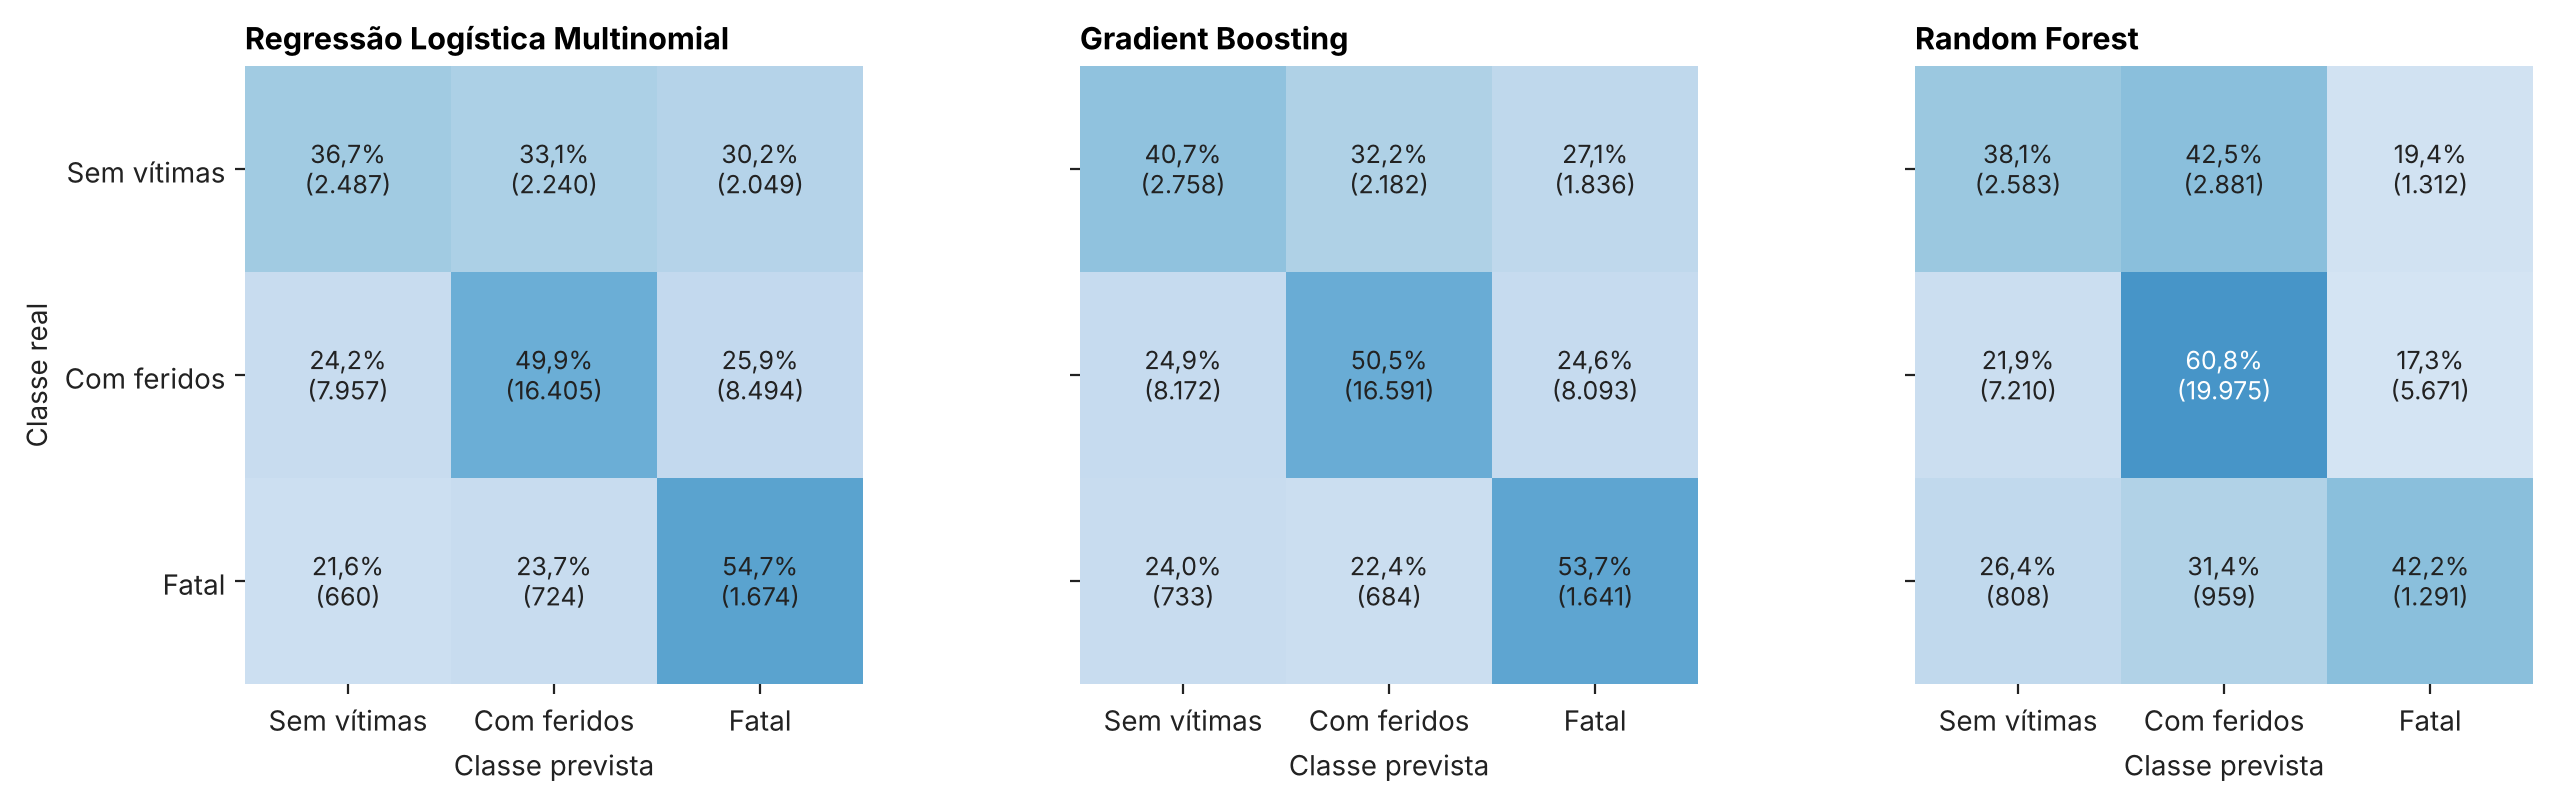 Regressão Logística Multinomial
Classe real
Sem vítimas
36,7%
(2.487)
33,1%
(2.240)
30,2%
(2.049)
Com feridos
24,2%
(7.957)
49,9%
(16.405)
25,9%
(8.494)
Fatal
21,6%
(660)
23,7%
(724)
54,7%
(1.674)
Sem vítimas
Com feridos
Fatal
Classe prevista
Gradient Boosting
40,7%
(2.758)
32,2%
(2.182)
27,1%
(1.836)
24,9%
(8.172)
50,5%
(16.591)
24,6%
(8.093)
24,0%
(733)
22,4%
(684)
53,7%
(1.641)
Sem vítimas
Com feridos
Fatal
Classe prevista
Random Forest
38,1%
(2.583)
42,5%
(2.881)
19,4%
(1.312)
21,9%
(7.210)
60,8%
(19.975)
17,3%
(5.671)
26,4%
(808)
31,4%
(959)
42,2%
(1.291)
Sem vítimas
Com feridos
Fatal
Classe prevista